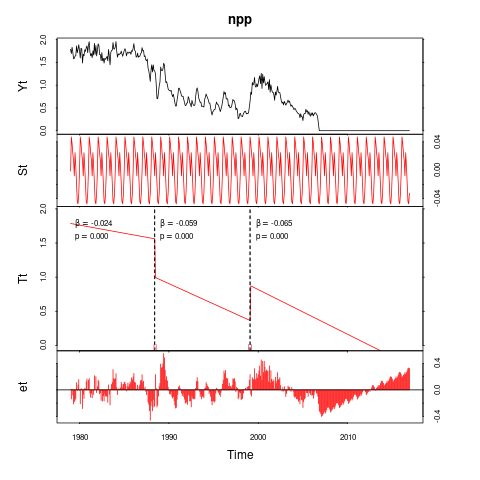 npp
2.0
1.5
1.0
0.5
0.0
Yt
0.04
-0.04
St
2.0
1.5
1.0
0.5
0.0
Tt
β = -0.024
p = 0.000
β = -0.059
p = 0.000
β = -0.065
p = 0.000
0.4
0.0
-0.4
et
1980 1990 2000 2010
Time